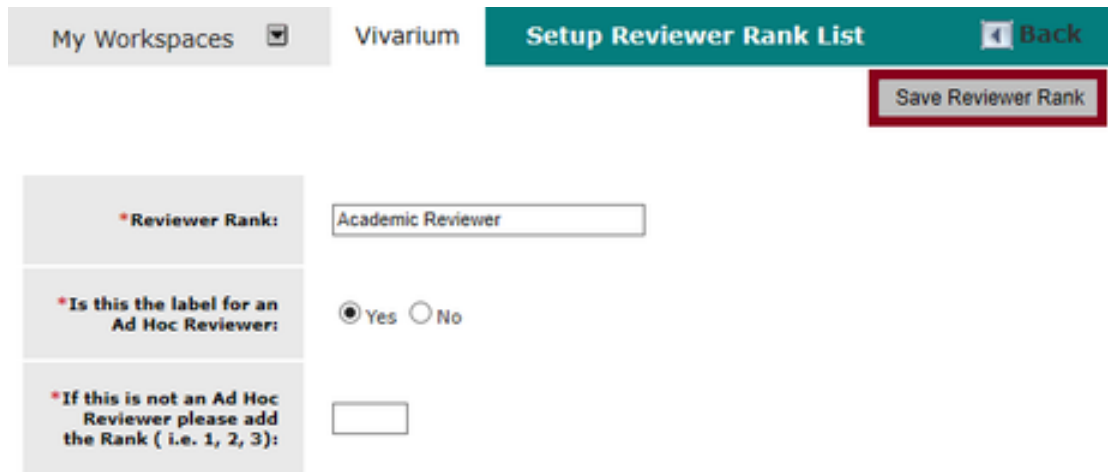 My Workspaces Vivarium Setup Reviewer Rank List Back
Save Reviewer Rank
*Reviewer Rank:
Academic Reviewer
*Is this the label for an
Ad Hoc Reviewer:
Yes No
*If this is not an Ad Hoc
Reviewer please add
the Rank ( i.e. 1, 2, 3):